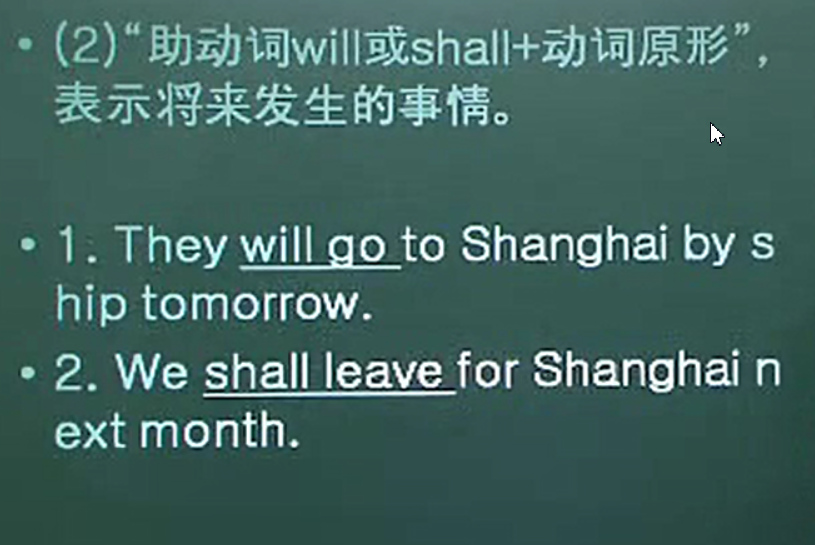 • (2)“助动词will或shall+动词原形”,
表示将来发生的事情。
• 1. They will go to Shanghai by s
hip tomorrow.
• 2. We shall leave for Shanghai n
ext month.